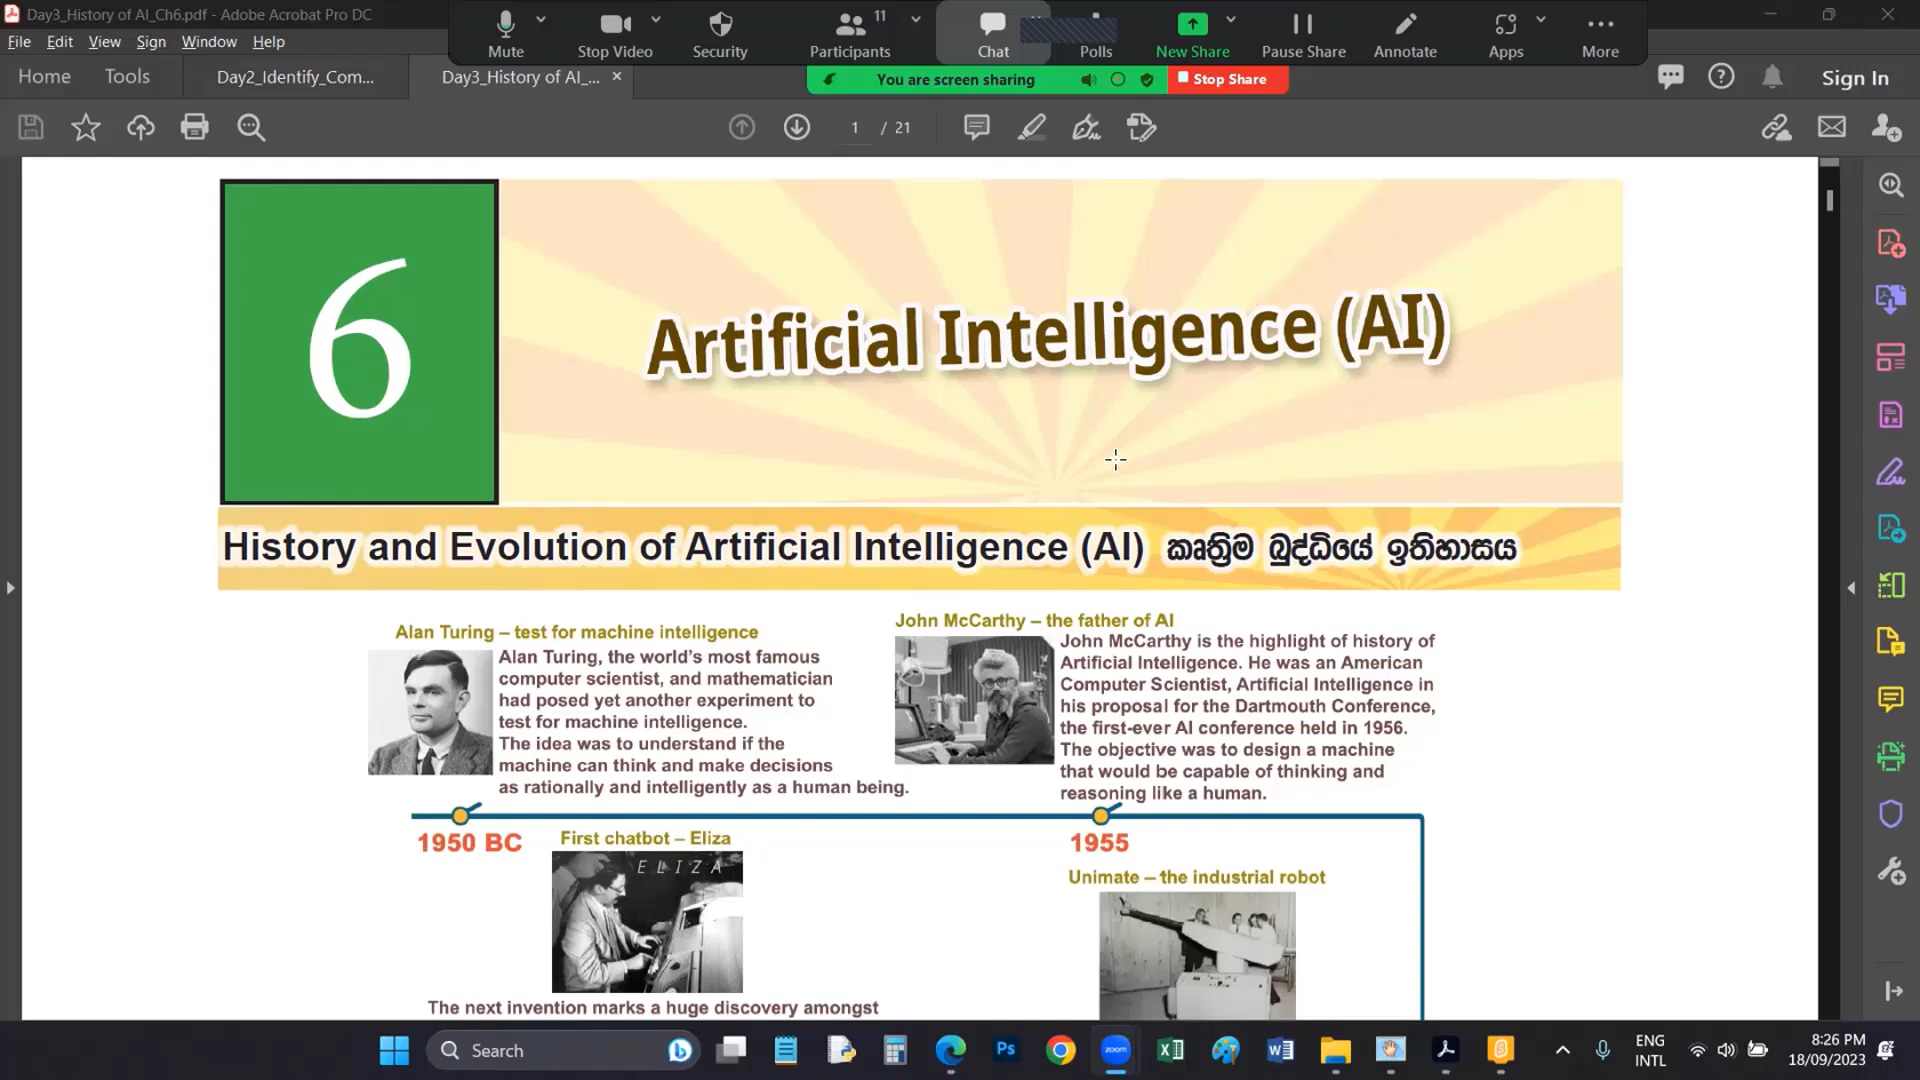 Day3_History of AI_Ch6.pdf - Adobe Acrobat Pro DC
File Edit View Sign Window Help
Mute Stop Video Security Participants 11 Chat Polls New Share Pause Share Annotate Apps More
You are screen sharing Stop Share
Home Tools Day2_Identify_Com... Day3_History of AI_... Sign In
1 / 21
6
Artificial Intelligence (AI)
History and Evolution of Artificial Intelligence (AI) කෘත්‍රිම බුද්ධියේ ඉතිහාසය
Alan Turing – test for machine intelligence
Alan Turing, the world's most famous
computer scientist, and mathematician
had posed yet another experiment to
test for machine intelligence.
The idea was to understand if the
machine can think and make decisions
as rationally and intelligently as a human being.
John McCarthy – the father of AI
John McCarthy is the highlight of history of
Artificial Intelligence. He was an American
Computer Scientist, Artificial Intelligence in
his proposal for the Dartmouth Conference,
the first-ever AI conference held in 1956.
The objective was to design a machine
that would be capable of thinking and
reasoning like a human.
1950 BC
1955
First chatbot – Eliza
ELIZA
The next invention marks a huge discovery amongst
Unimate – the industrial robot
Search
Ps
zoom
ENG
INTL
8:26 PM
18/09/2023